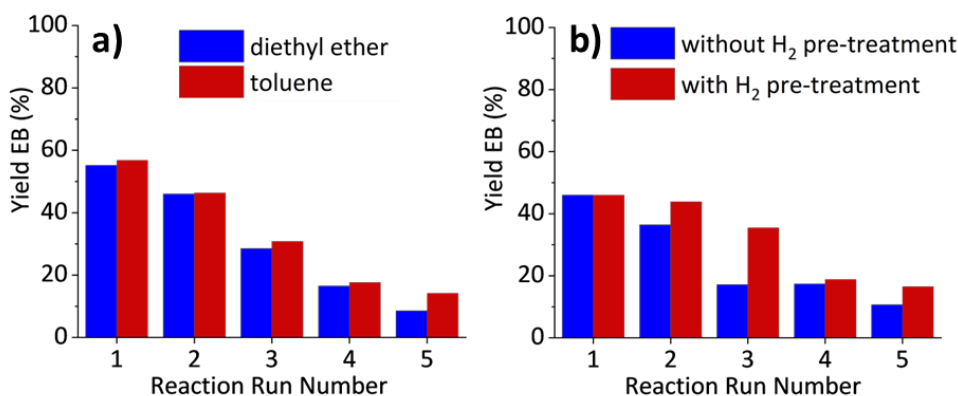 a)
diethyl ether
toluene
Yield EB (%)
100
80
60
40
20
0
1 2 3 4 5
Reaction Run Number
b)
without H₂ pre-treatment
with H₂ pre-treatment
Yield EB (%)
100
80
60
40
20
0
1 2 3 4 5
Reaction Run Number